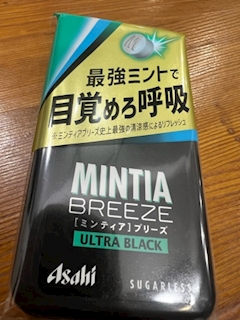 最強ミントで
目覚めろ呼吸
※ミンティアブリーズ史上最強の清涼感によるリフレッシュ
MINTIA
BREEZE
[ミンティア]ブリーズ
ULTRA BLACK
Asahi
SUGARLESS